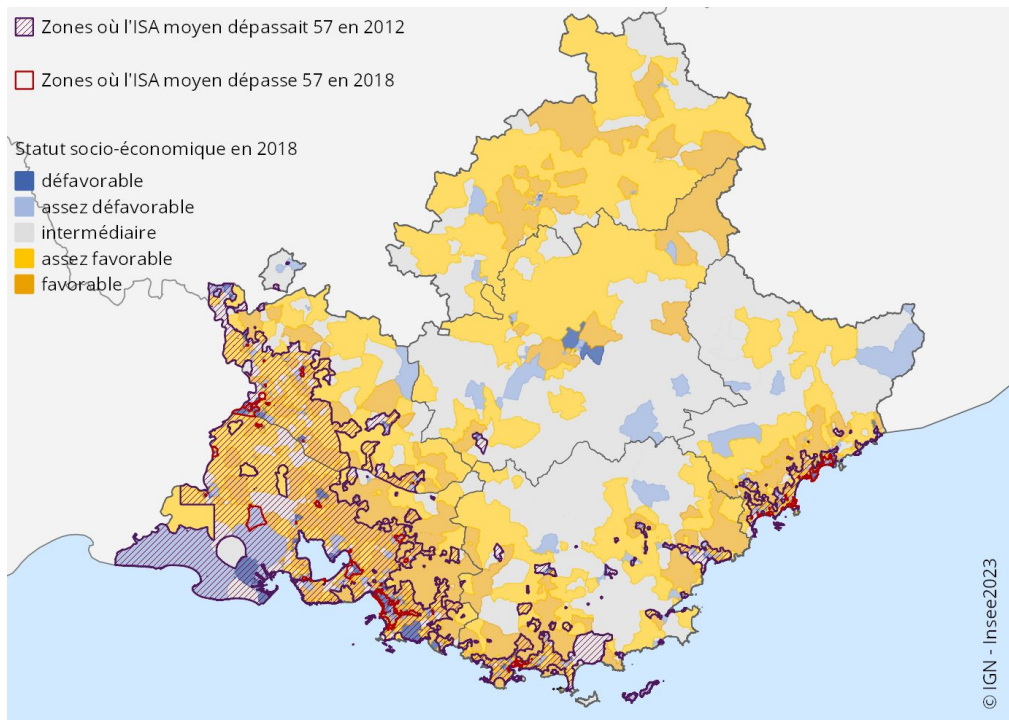 Zones où l'ISA moyen dépassait 57 en 2012
Zones où l'ISA moyen dépasse 57 en 2018
Statut socio-économique en 2018
défavorable
assez défavorable
intermédiaire
assez favorable
favorable
© IGN - Insee2023